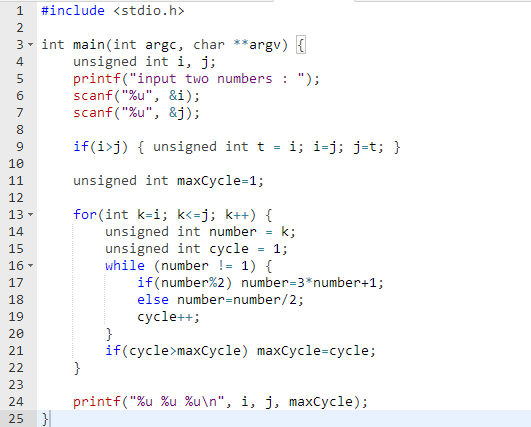 1 #include <stdio.h>
2
3 int main(int argc, char **argv) {
4     unsigned int i, j;
5     printf("input two numbers : ");
6     scanf("%u", &i);
7     scanf("%u", &j);
8
9     if(i>j) { unsigned int t = i; i=j; j=t; }
10
11     unsigned int maxCycle=1;
12
13     for(int k=i; k<=j; k++) {
14         unsigned int number = k;
15         unsigned int cycle = 1;
16         while (number != 1) {
17             if(number%2) number=3*number+1;
18             else number=number/2;
19             cycle++;
20         }
21         if(cycle>maxCycle) maxCycle=cycle;
22     }
23
24     printf("%u %u %u\n", i, j, maxCycle);
25 }